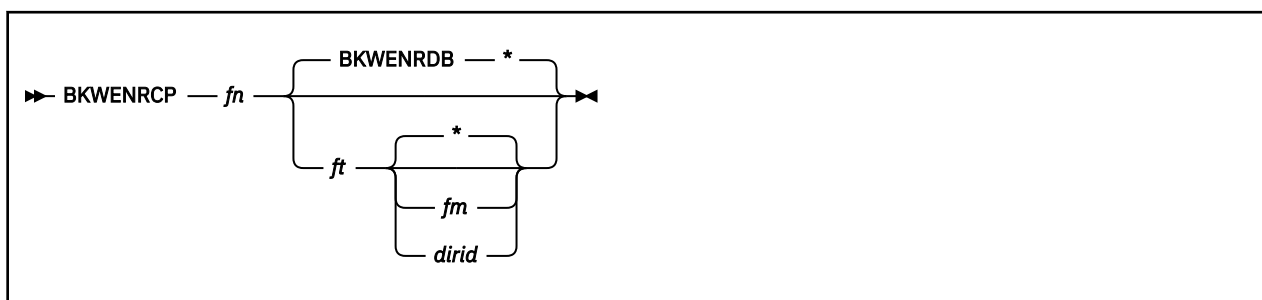 BKWENRDB *
BKWENRCP fn
*
ft
fm
dirid